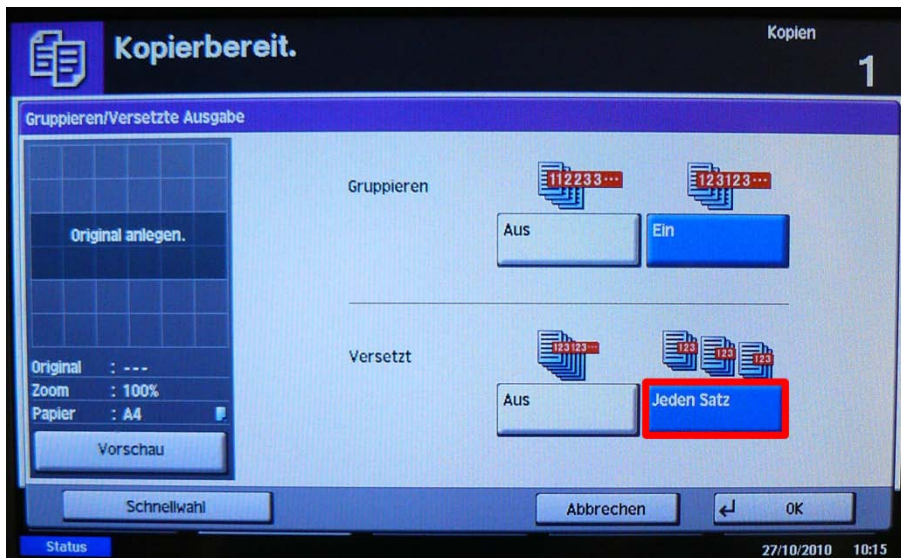 Kopierbereit.
Kopien
1
Gruppieren/Versetzte Ausgabe
Original anlegen.
Original : ---
Zoom : 100%
Papier : A4
Vorschau
Gruppieren
112233...
123123...
Aus
Ein
Versetzt
123123...
123
123
123
Aus
Jeden Satz
Schnellwahl
Abbrechen
OK
Status
27/10/2010 10:15